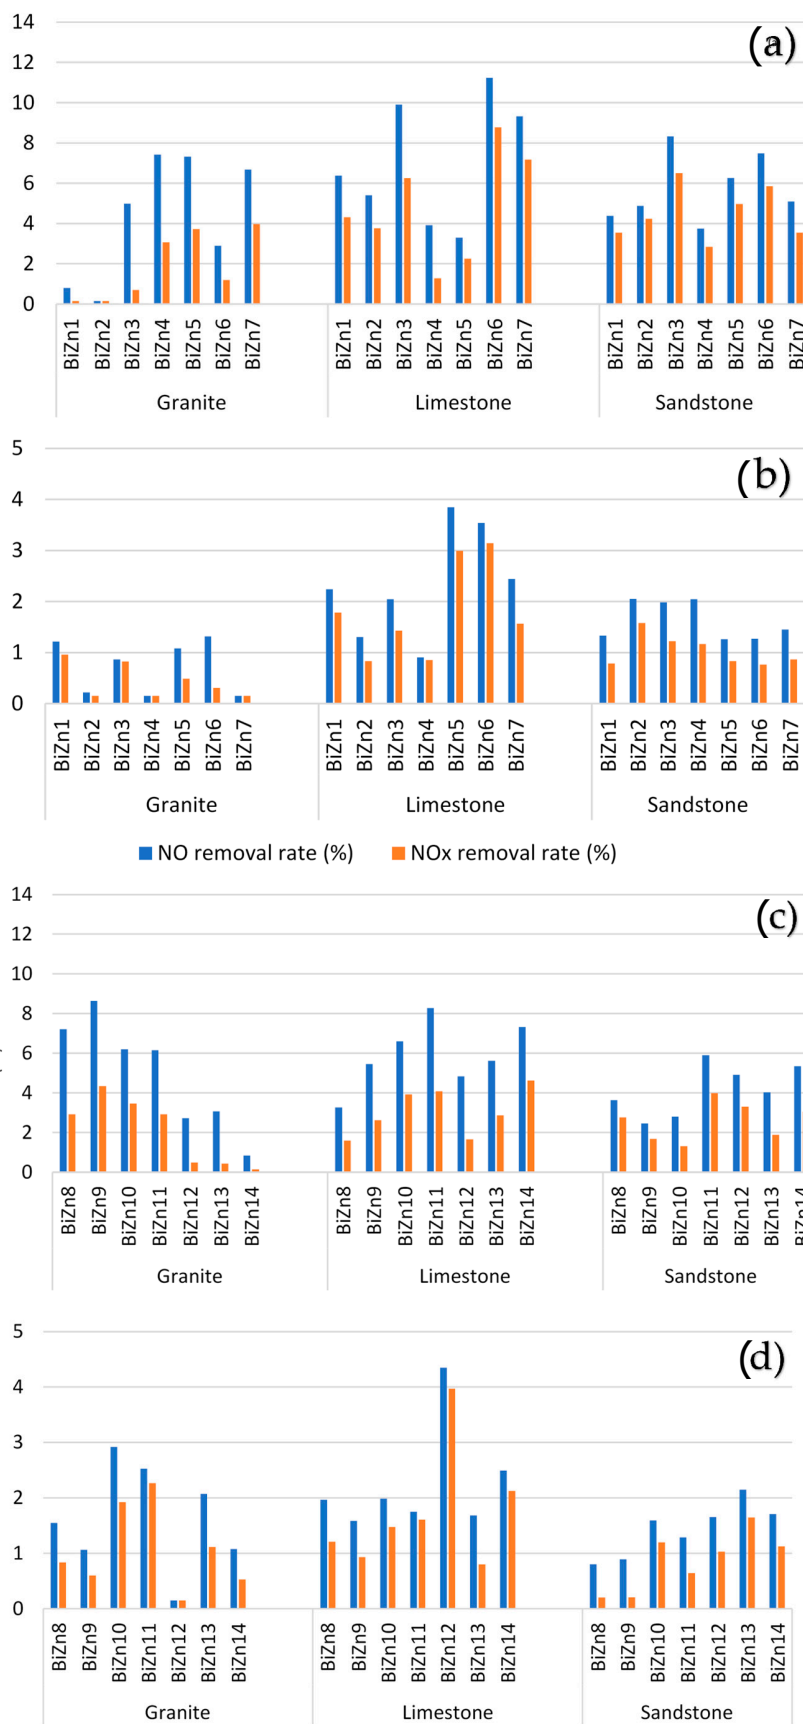 14
(a)
12
10
8
6
4
2
0
BiZn1 BiZn2 BiZn3 BiZn4 BiZn5 BiZn6 BiZn7 BiZn1 BiZn2 BiZn3 BiZn4 BiZn5 BiZn6 BiZn7 BiZn1 BiZn2 BiZn3 BiZn4 BiZn5 BiZn6 BiZn7
Granite Limestone Sandstone
5
(b)
4
3
2
1
0
BiZn1 BiZn2 BiZn3 BiZn4 BiZn5 BiZn6 BiZn7 BiZn1 BiZn2 BiZn3 BiZn4 BiZn5 BiZn6 BiZn7 BiZn1 BiZn2 BiZn3 BiZn4 BiZn5 BiZn6 BiZn7
Granite Limestone Sandstone
NO removal rate (%) NOx removal rate (%)
14
(c)
12
10
8
6
4
2
0
BiZn8 BiZn9 BiZn10 BiZn11 BiZn12 BiZn13 BiZn14 BiZn8 BiZn9 BiZn10 BiZn11 BiZn12 BiZn13 BiZn14 BiZn8 BiZn9 BiZn10 BiZn11 BiZn12 BiZn13 BiZn14
Granite Limestone Sandstone
5
(d)
4
3
2
1
0
BiZn8 BiZn9 BiZn10 BiZn11 BiZn12 BiZn13 BiZn14 BiZn8 BiZn9 BiZn10 BiZn11 BiZn12 BiZn13 BiZn14 BiZn8 BiZn9 BiZn10 BiZn11 BiZn12 BiZn13 BiZn14
Granite Limestone Sandstone